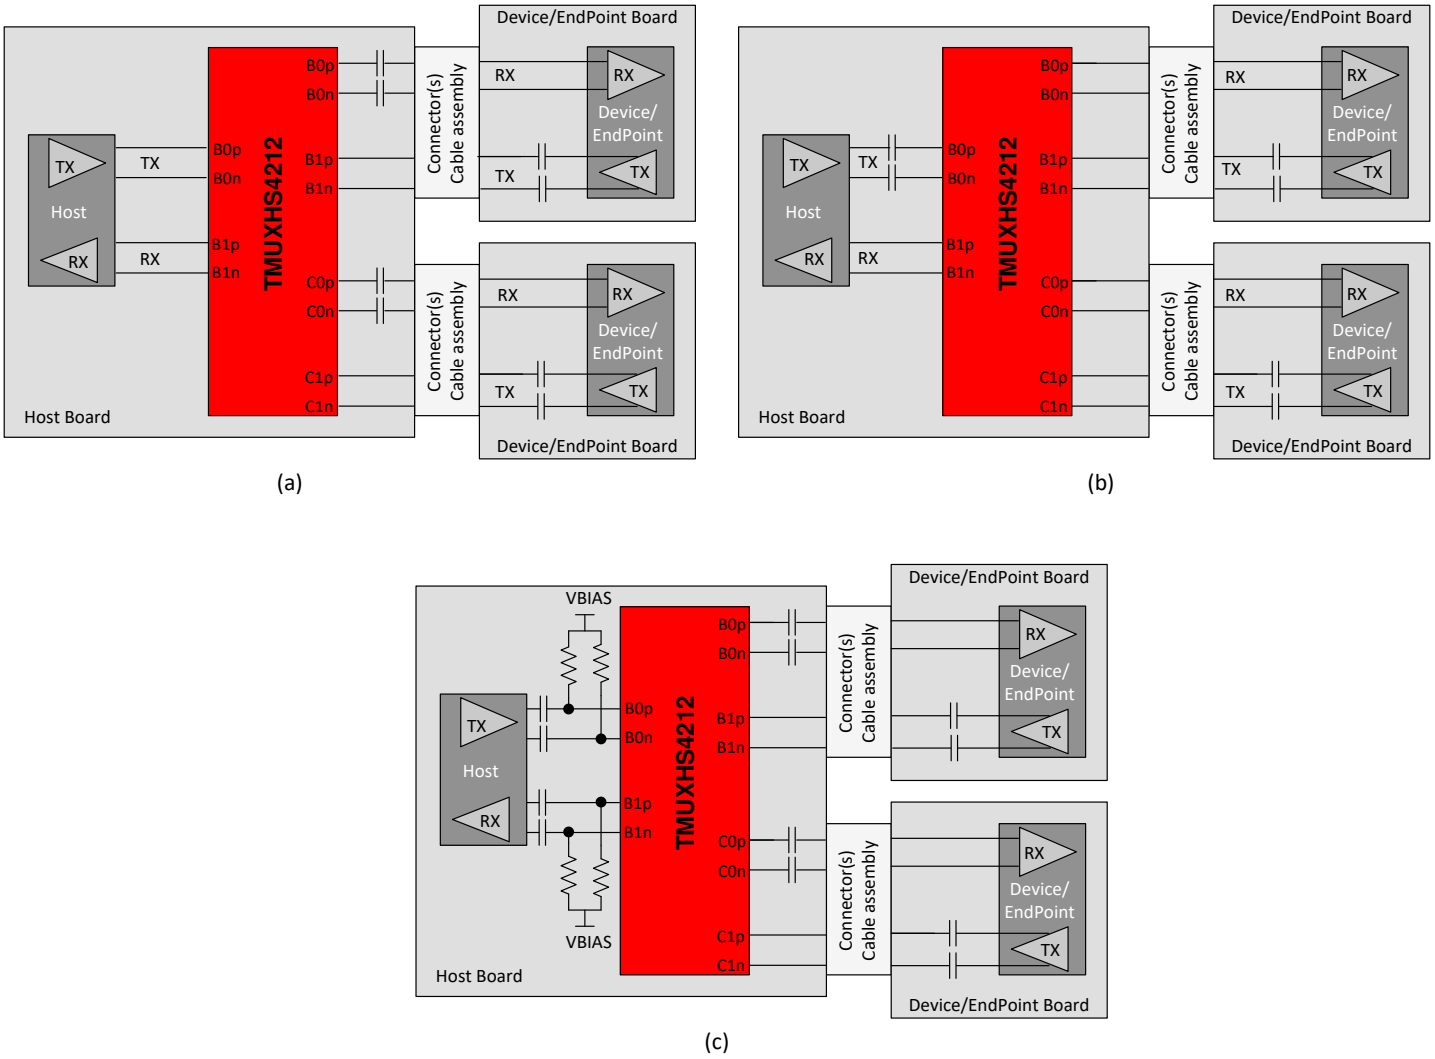 Device/EndPoint Board
B0p
B0n
RX
RX
Device/
EndPoint
Connector(s)
Cable assembly
TX
B0p
B0n
TX
Host
B1p
B1n
TX
TX
RX
RX
B1p
B1n
TMUXHS4212
C0p
C0n
RX
RX
Device/
EndPoint
Connector(s)
Cable assembly
C1p
C1n
TX
TX
Host Board
Device/EndPoint Board
(a)
Device/EndPoint Board
B0p
B0n
RX
RX
Device/
EndPoint
Connector(s)
Cable assembly
TX
B0p
B0n
TX
Host
B1p
B1n
TX
TX
RX
RX
B1p
B1n
TMUXHS4212
C0p
C0n
RX
RX
Device/
EndPoint
Connector(s)
Cable assembly
C1p
C1n
TX
TX
Host Board
Device/EndPoint Board
(b)
Device/EndPoint Board
VBIAS
B0p
B0n
RX
Device/
EndPoint
Connector(s)
Cable assembly
TX
B0p
B0n
Host
B1p
B1n
TX
RX
B1p
B1n
TMUXHS4212
C0p
C0n
RX
Device/
EndPoint
Connector(s)
Cable assembly
VBIAS
C1p
C1n
TX
Host Board
Device/EndPoint Board
(c)